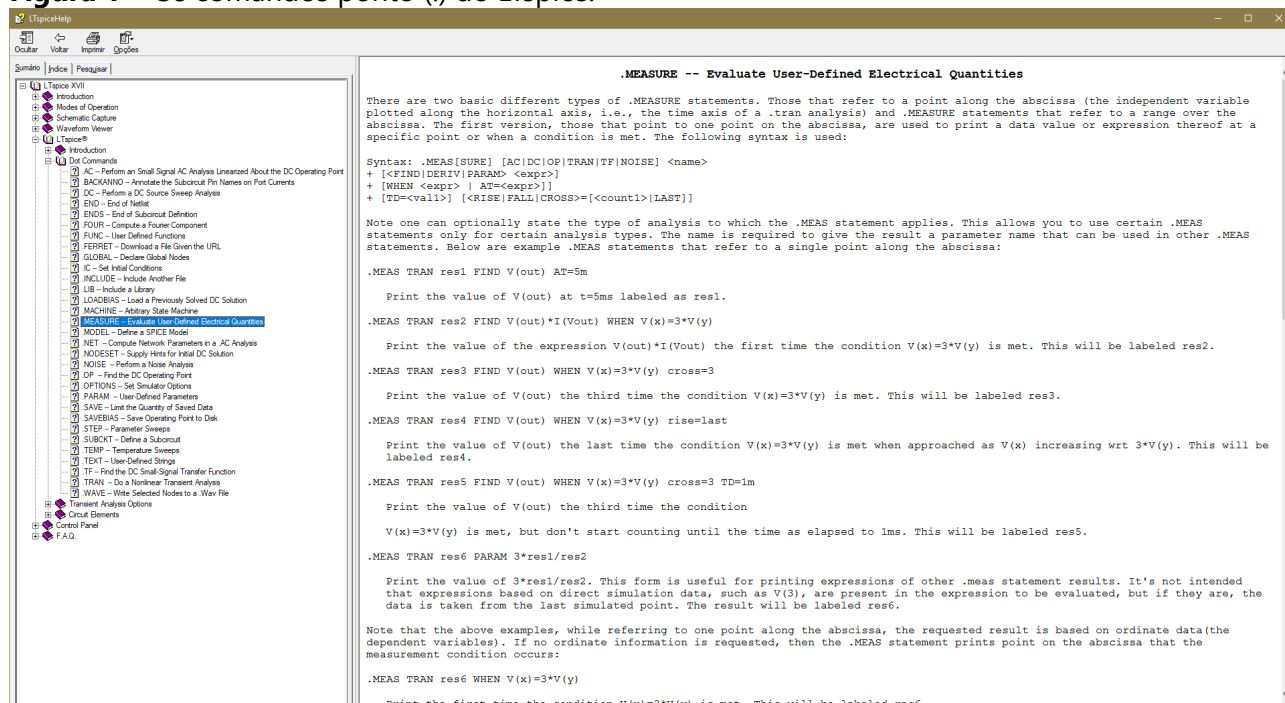 Figura 1 – Os comandos ponto (.) do LTspice.
LTspiceHelp
Ocultar Voltar Imprimir Opções
Sumário Índice Pesquisar
LTspice XVII
Introduction
Modes of Operation
Schematic Capture
Waveform Viewer
LTspice®
Introduction
Dot Commands
.AC -- Perform an Small Signal AC Analysis Linearized About the DC Operating Point
.BACKANNO -- Annotate the Subcircuit Pin Names on Port Currents
.DC -- Perform a DC Source Sweep Analysis
.END -- End of Netlist
.ENDS -- End of Subcircuit Definition
.FOUR -- Compute a Fourier Component
.FUNC -- User Defined Functions
.FERRET -- Download a File Given the URL
.GLOBAL -- Declare Global Nodes
.IC -- Set Initial Conditions
.INCLUDE -- Include Another File
.LIB -- Include a Library
.LOADBIAS -- Load a Previously Solved DC Solution
.MACHINE -- Arbitrary State Machine
.MEASURE -- Evaluate User-Defined Electrical Quantities
.MODEL -- Define a SPICE Model
.NET -- Compute Network Parameters in a .AC Analysis
.NODESET -- Supply Hints for Initial DC Solution
.NOISE -- Perform a Noise Analysis
.OP -- Find the DC Operating Point
.OPTIONS -- Set Simulator Options
.PARAM -- User-Defined Parameters
.SAVE -- Limit the Quantity of Saved Data
.SAVEBIAS -- Save Operating Point to Disk
.STEP -- Parameter Sweeps
.SUBCKT -- Define a Subcircuit
.TEMP -- Temperature Sweeps
.TEXT -- User-Defined Strings
.TF -- Find the DC Small-Signal Transfer Function
.TRAN -- Do a Nonlinear Transient Analysis
.WAVE -- Write Selected Nodes to a .Wav File
Transient Analysis Options
Circuit Elements
Control Panel
F.A.Q.
.MEASURE -- Evaluate User-Defined Electrical Quantities
There are two basic different types of .MEASURE statements. Those that refer to a point along the abscissa (the independent variable
plotted along the horizontal axis, i.e., the time axis of a .tran analysis) and .MEASURE statements that refer to a range over the
abscissa. The first version, those that point to one point on the abscissa, are used to print a data value or expression thereof at a
specific point or when a condition is met. The following syntax is used:
Syntax: .MEAS[SURE] [AC|DC|OP|TRAN|TF|NOISE] <name>
+ [<FIND|DERIV|PARAM> <expr>]
+ [WHEN <expr> | AT=<expr>]]
+ [TD=<val1>] [<RISE|FALL|CROSS>=[<count1>|LAST]]
Note one can optionally state the type of analysis to which the .MEAS statement applies. This allows you to use certain .MEAS
statements only for certain analysis types. The name is required to give the result a parameter name that can be used in other .MEAS
statements. Below are example .MEAS statements that refer to a single point along the abscissa:
.MEAS TRAN res1 FIND V(out) AT=5m
Print the value of V(out) at t=5ms labeled as res1.
.MEAS TRAN res2 FIND V(out)*I(Vout) WHEN V(x)=3*V(y)
Print the value of the expression V(out)*I(Vout) the first time the condition V(x)=3*V(y) is met. This will be labeled res2.
.MEAS TRAN res3 FIND V(out) WHEN V(x)=3*V(y) cross=3
Print the value of V(out) the third time the condition V(x)=3*V(y) is met. This will be labeled res3.
.MEAS TRAN res4 FIND V(out) WHEN V(x)=3*V(y) rise=last
Print the value of V(out) the last time the condition V(x)=3*V(y) is met when approached as V(x) increasing wrt 3*V(y). This will be
labeled res4.
.MEAS TRAN res5 FIND V(out) WHEN V(x)=3*V(y) cross=3 TD=1m
Print the value of V(out) the third time the condition
V(x)=3*V(y) is met, but don't start counting until the time as elapsed to 1ms. This will be labeled res5.
.MEAS TRAN res6 PARAM 3*res1/res2
Print the value of 3*res1/res2. This form is useful for printing expressions of other .meas statement results. It's not intended
that expressions based on direct simulation data, such as V(3), are present in the expression to be evaluated, but if they are, the
data is taken from the last simulated point. The result will be labeled res6.
Note that the above examples, while referring to one point along the abscissa, the requested result is based on ordinate data(the
dependent variables). If no ordinate information is requested, then the .MEAS statement prints point on the abscissa that the
measurement condition occurs:
.MEAS TRAN res6 WHEN V(x)=3*V(y)
Print the first time the condition V(x)=3*V(y) is met. This will be labeled res6.